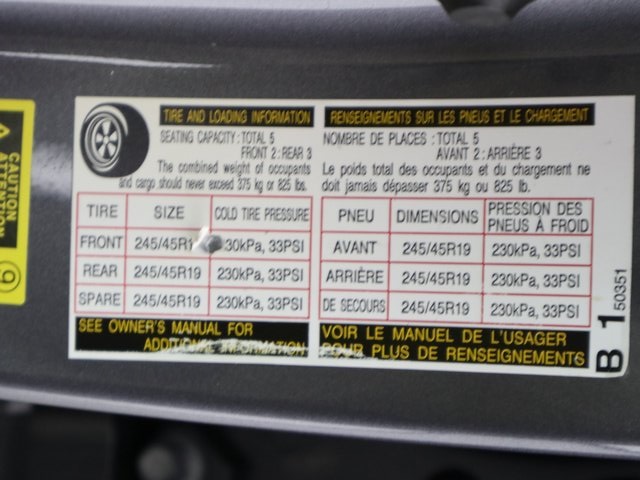 CAUTION
ATTENTION
TIRE AND LOADING INFORMATION
SEATING CAPACITY : TOTAL 5
FRONT 2 : REAR 3
The combined weight of occupants
and cargo should never exceed 375 kg or 825 lbs.
TIRE SIZE COLD TIRE PRESSURE
FRONT 245/45R1 30kPa, 33PSI
REAR 245/45R19 230kPa, 33PSI
SPARE 245/45R19 230kPa, 33PSI
SEE OWNER'S MANUAL FOR
ADDITIONAL INFORMATION
RENSEIGNEMENTS SUR LES PNEUS ET LE CHARGEMENT
NOMBRE DE PLACES : TOTAL 5
AVANT 2 : ARRIÈRE 3
Le poids total des occupants et du chargement ne
doit jamais dépasser 375 kg ou 825 lb.
PNEU DIMENSIONS PRESSION DES
PNEUS À FROID
AVANT 245/45R19 230kPa, 33PSI
ARRIÈRE 245/45R19 230kPa, 33PSI
DE SECOURS 245/45R19 230kPa, 33PSI
VOIR LE MANUEL DE L'USAGER
POUR PLUS DE RENSEIGNEMENTS
B 1 50351